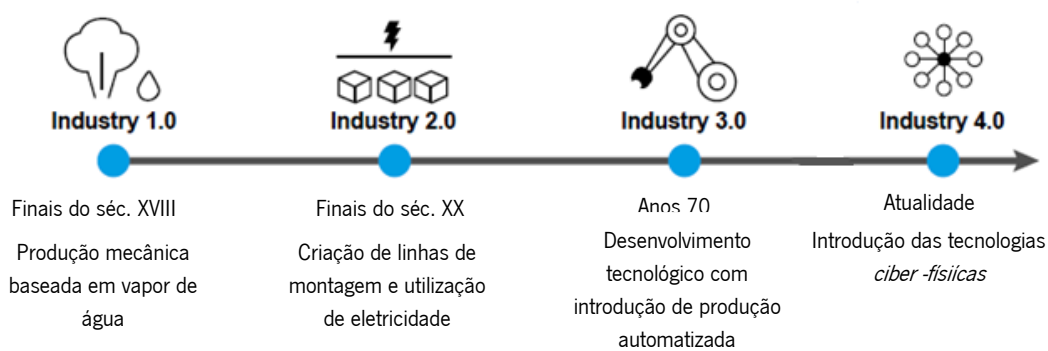 Industry 1.0
Industry 2.0
Industry 3.0
Industry 4.0
Finais do séc. XVIII
Produção mecânica
baseada em vapor de
água
Finais do séc. XX
Criação de linhas de
montagem e utilização
de eletricidade
Anos 70
Desenvolvimento
tecnológico com
introdução de produção
automatizada
Atualidade
Introdução das tecnologias
ciber -físiícas